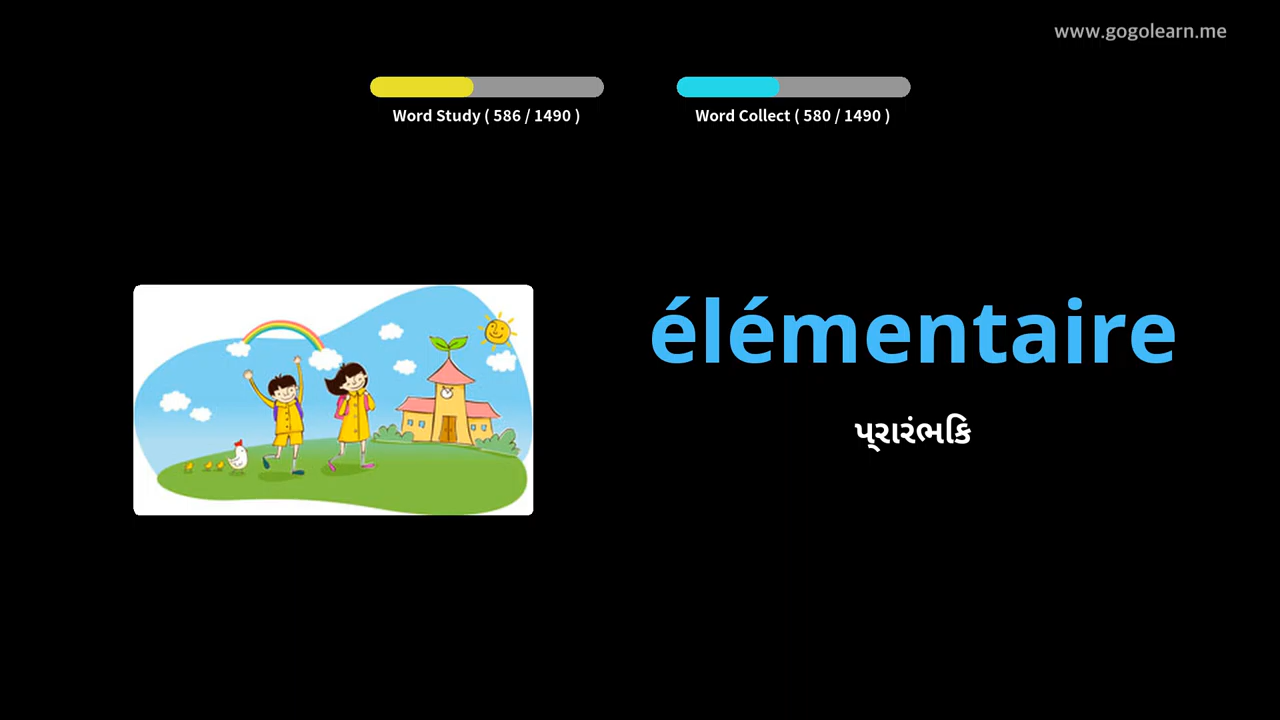 www.gogolearn.me
Word Study ( 586 / 1490 )
Word Collect ( 580 / 1490 )
élémentaire
પ્રારંભિક